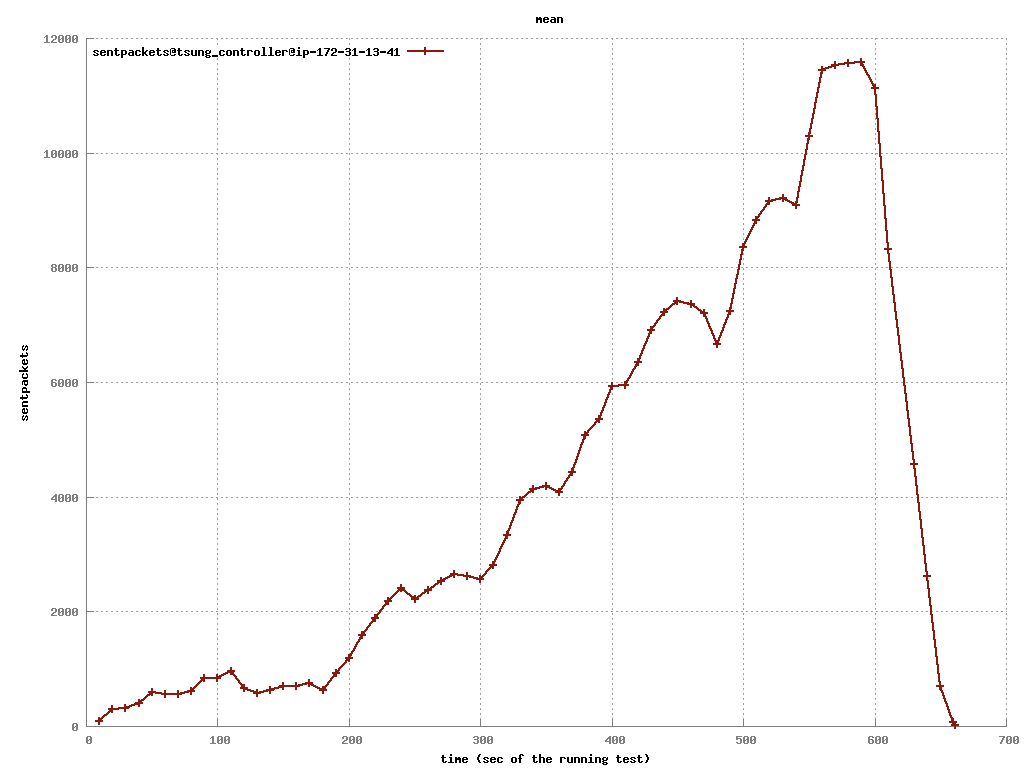 mean
12000
sentpackets@tsung_controller@ip-172-31-13-41
10000
8000
sentpackets
6000
4000
2000
0
0 100 200 300 400 500 600 700
time (sec of the running test)